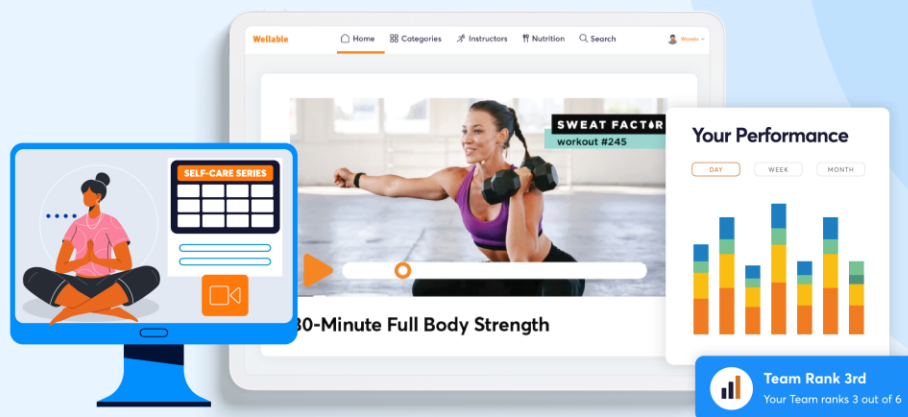 Wellable
Home Categories Instructors Nutrition Search
SWEAT FACTOR
workout #245
Your Performance
DAY WEEK MONTH
SELF-CARE SERIES
30-Minute Full Body Strength
Team Rank 3rd
Your Team ranks 3 out of 6